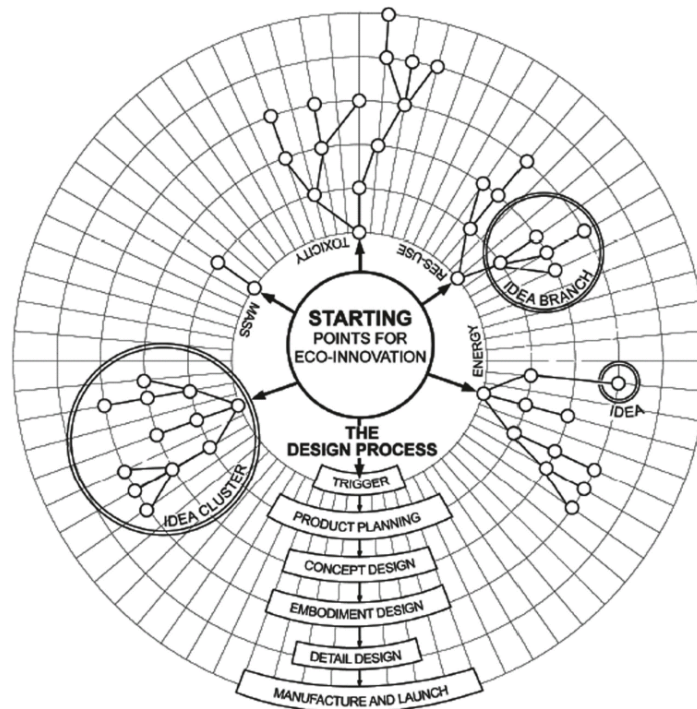 TOXICITY
RES-USE
MASS
ENERGY
STARTING
POINTS FOR
ECO-INNOVATION
IDEA BRANCH
IDEA
IDEA CLUSTER
THE
DESIGN PROCESS
TRIGGER
PRODUCT PLANNING
CONCEPT DESIGN
EMBODIMENT DESIGN
DETAIL DESIGN
MANUFACTURE AND LAUNCH